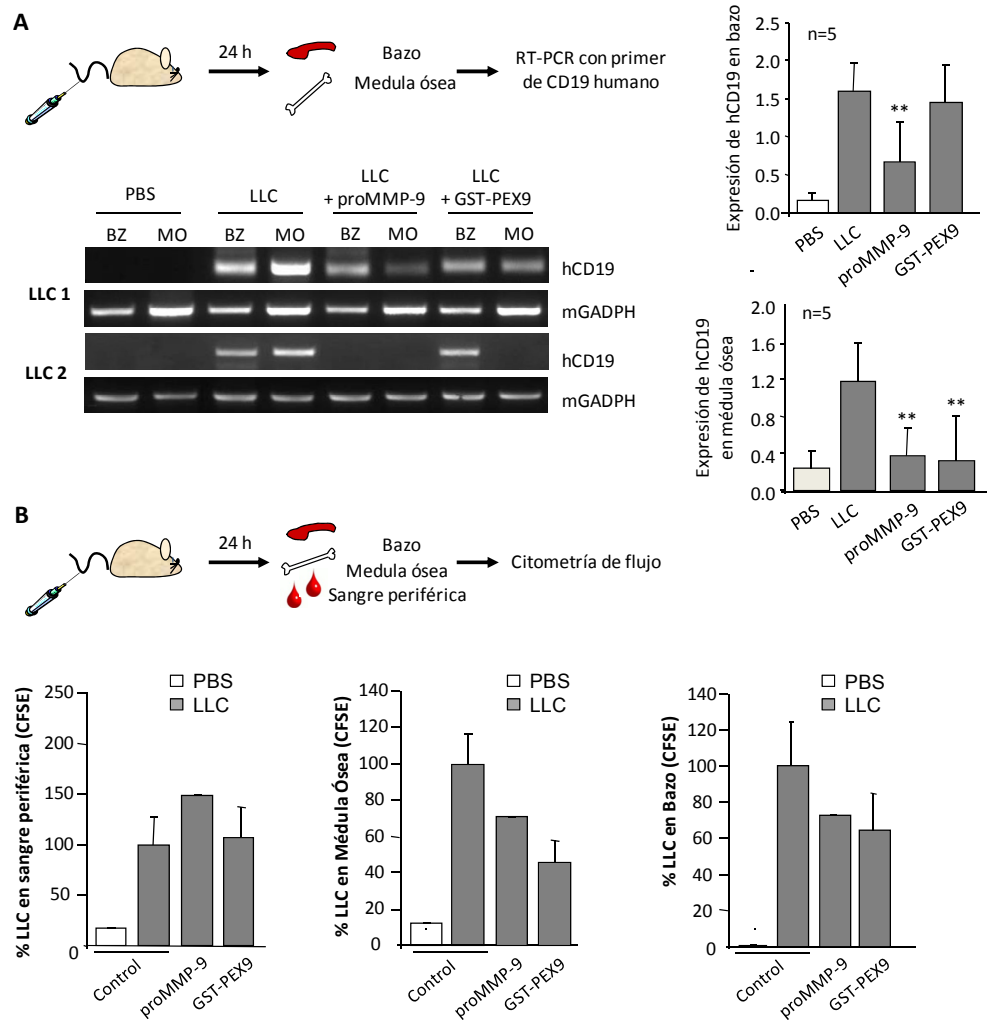 A
24 h
Bazo
Medula ósea
RT-PCR con primer
de CD19 humano
PBS
LLC
LLC
+ proMMP-9
LLC
+ GST-PEX9
BZ MO BZ MO BZ MO BZ MO
LLC 1
hCD19
mGADPH
LLC 2
hCD19
mGADPH
Expresión de hCD19 en bazo
n=5
2.5
2.0
1.5
1.0
0.5
0.0
**
PBS
LLC
proMMP-9
GST-PEX9
-
Expresión de hCD19
en médula ósea
n=5
2.0
1.6
1.2
0.8
0.4
0.0
** **
PBS
LLC
proMMP-9
GST-PEX9
B
24 h
Bazo
Medula ósea
Sangre periférica
Citometría de flujo
% LLC en sangre periférica (CFSE)
PBS
LLC
250
200
150
100
50
0
Control
proMMP-9
GST-PEX9
% LLC en Médula Ósea (CFSE)
PBS
LLC
140
120
100
80
60
40
20
0
Control
proMMP-9
GST-PEX9
% LLC en Bazo (CFSE)
PBS
LLC
140
120
100
80
60
40
20
0
Control
proMMP-9
GST-PEX9